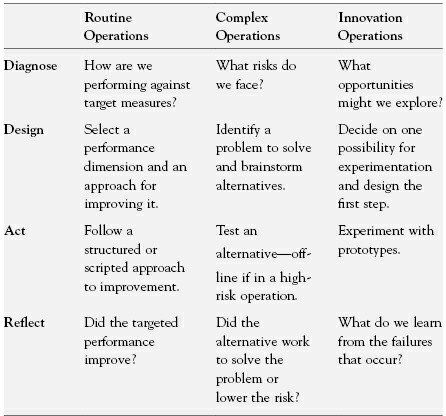 Routine Operations
Complex Operations
Innovation Operations
Diagnose
How are we
performing against
target measures?
What risks do
we face?
What
opportunities
might we explore?
Design
Select a
performance
dimension and an
approach for
improving it.
Identify a
problem to solve
and brainstorm
alternatives.
Decide on one
possibility for
experimentation
and design the
first step.
Act
Follow a
structured or
scripted approach
to improvement.
Test an
alternative—off-
line if in a high-
risk operation.
Experiment with
prototypes.
Reflect
Did the targeted
performance
improve?
Did the
alternative work
to solve the
problem or
lower the risk?
What do we learn
from the failures
that occur?